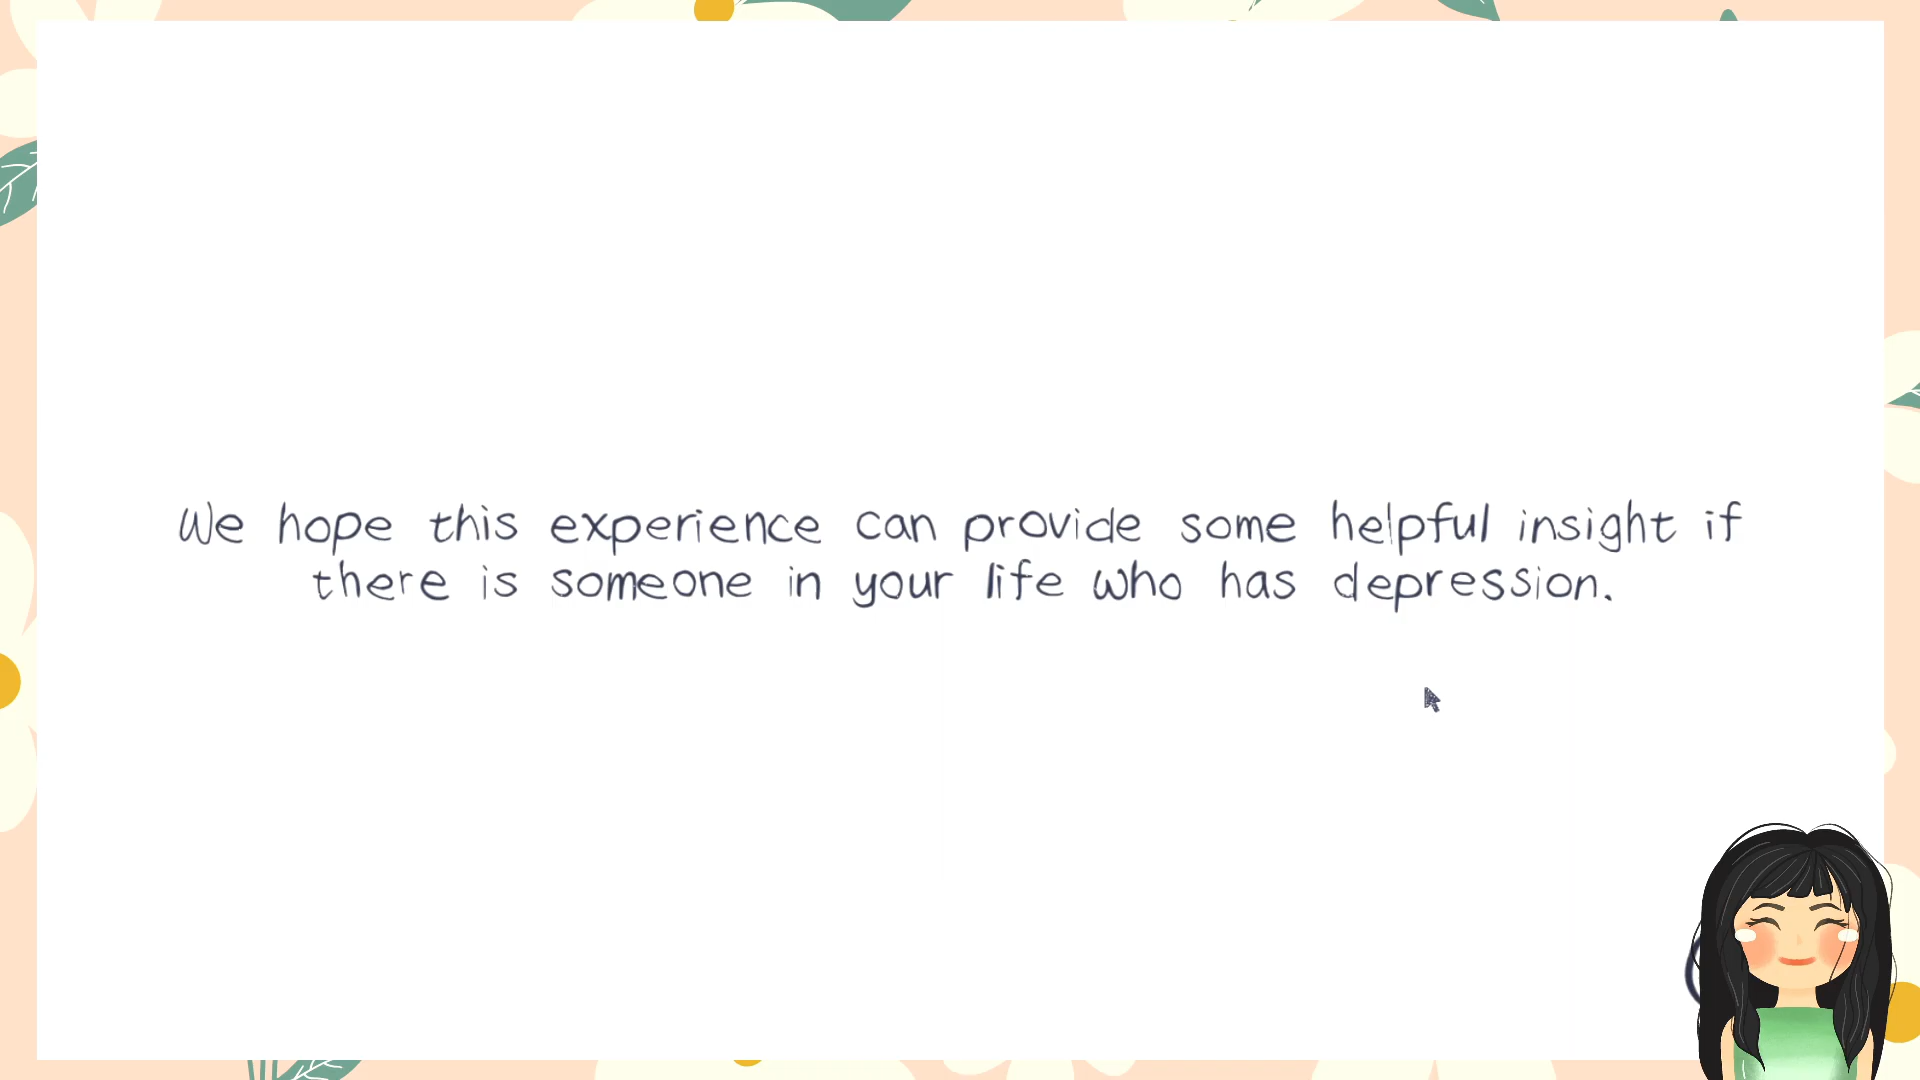 We hope this experience can provide some helpful insight if
there is someone in your life who has depression.